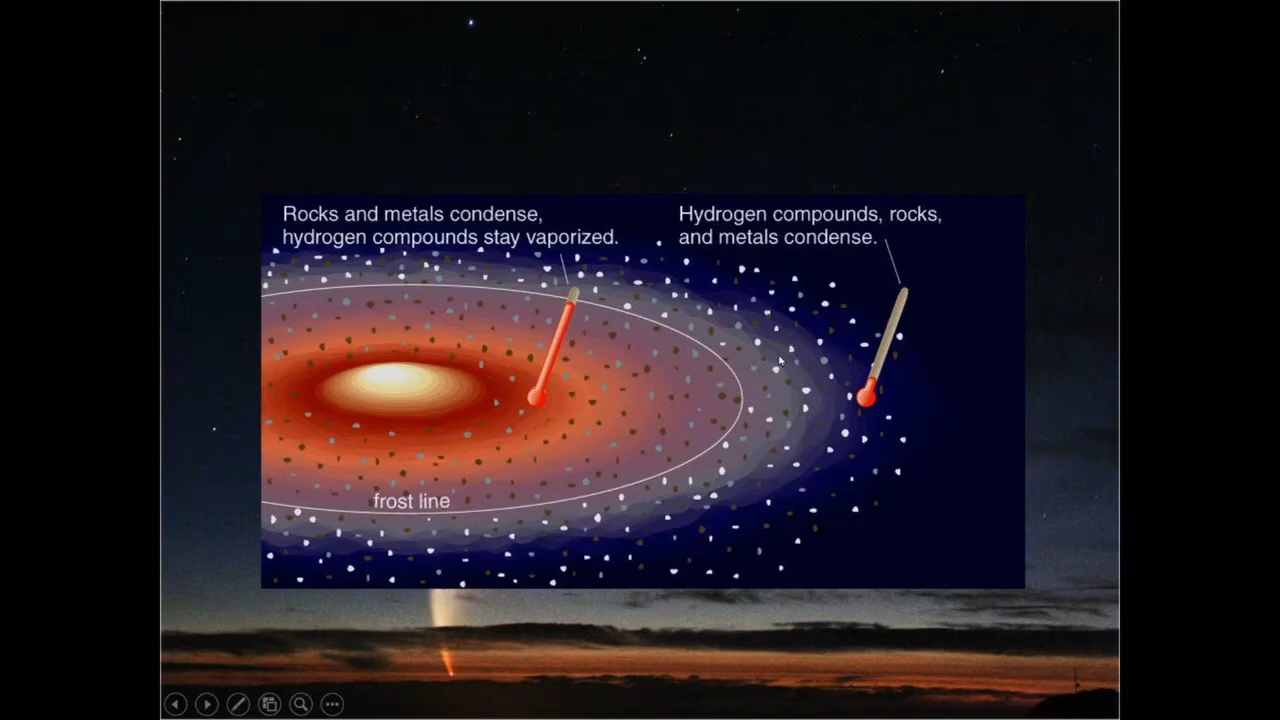 Rocks and metals condense,
hydrogen compounds stay vaporized.
Hydrogen compounds, rocks,
and metals condense.
frost line